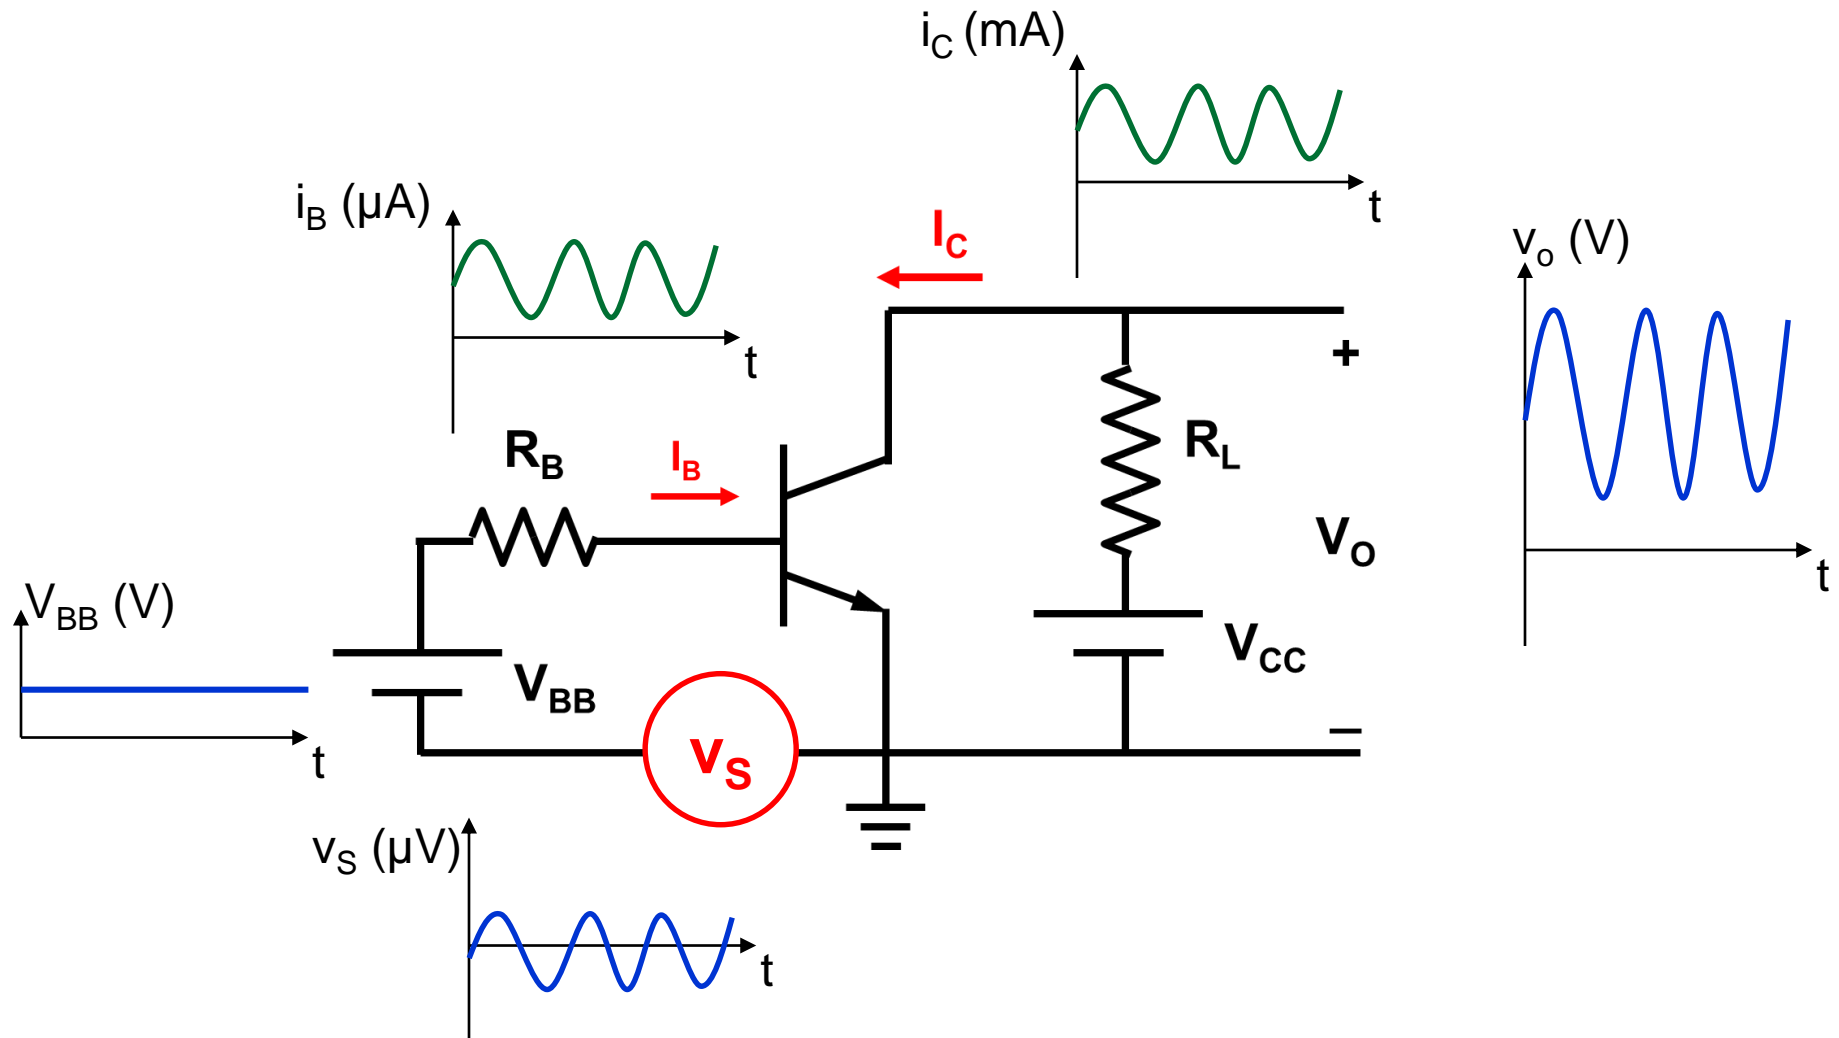 iC (mA)
t
iB (µA)
t
IC
vo (V)
t
+
RB
IB
RL
VO
VBB (V)
t
VBB
VCC
vS
–
vS (µV)
t